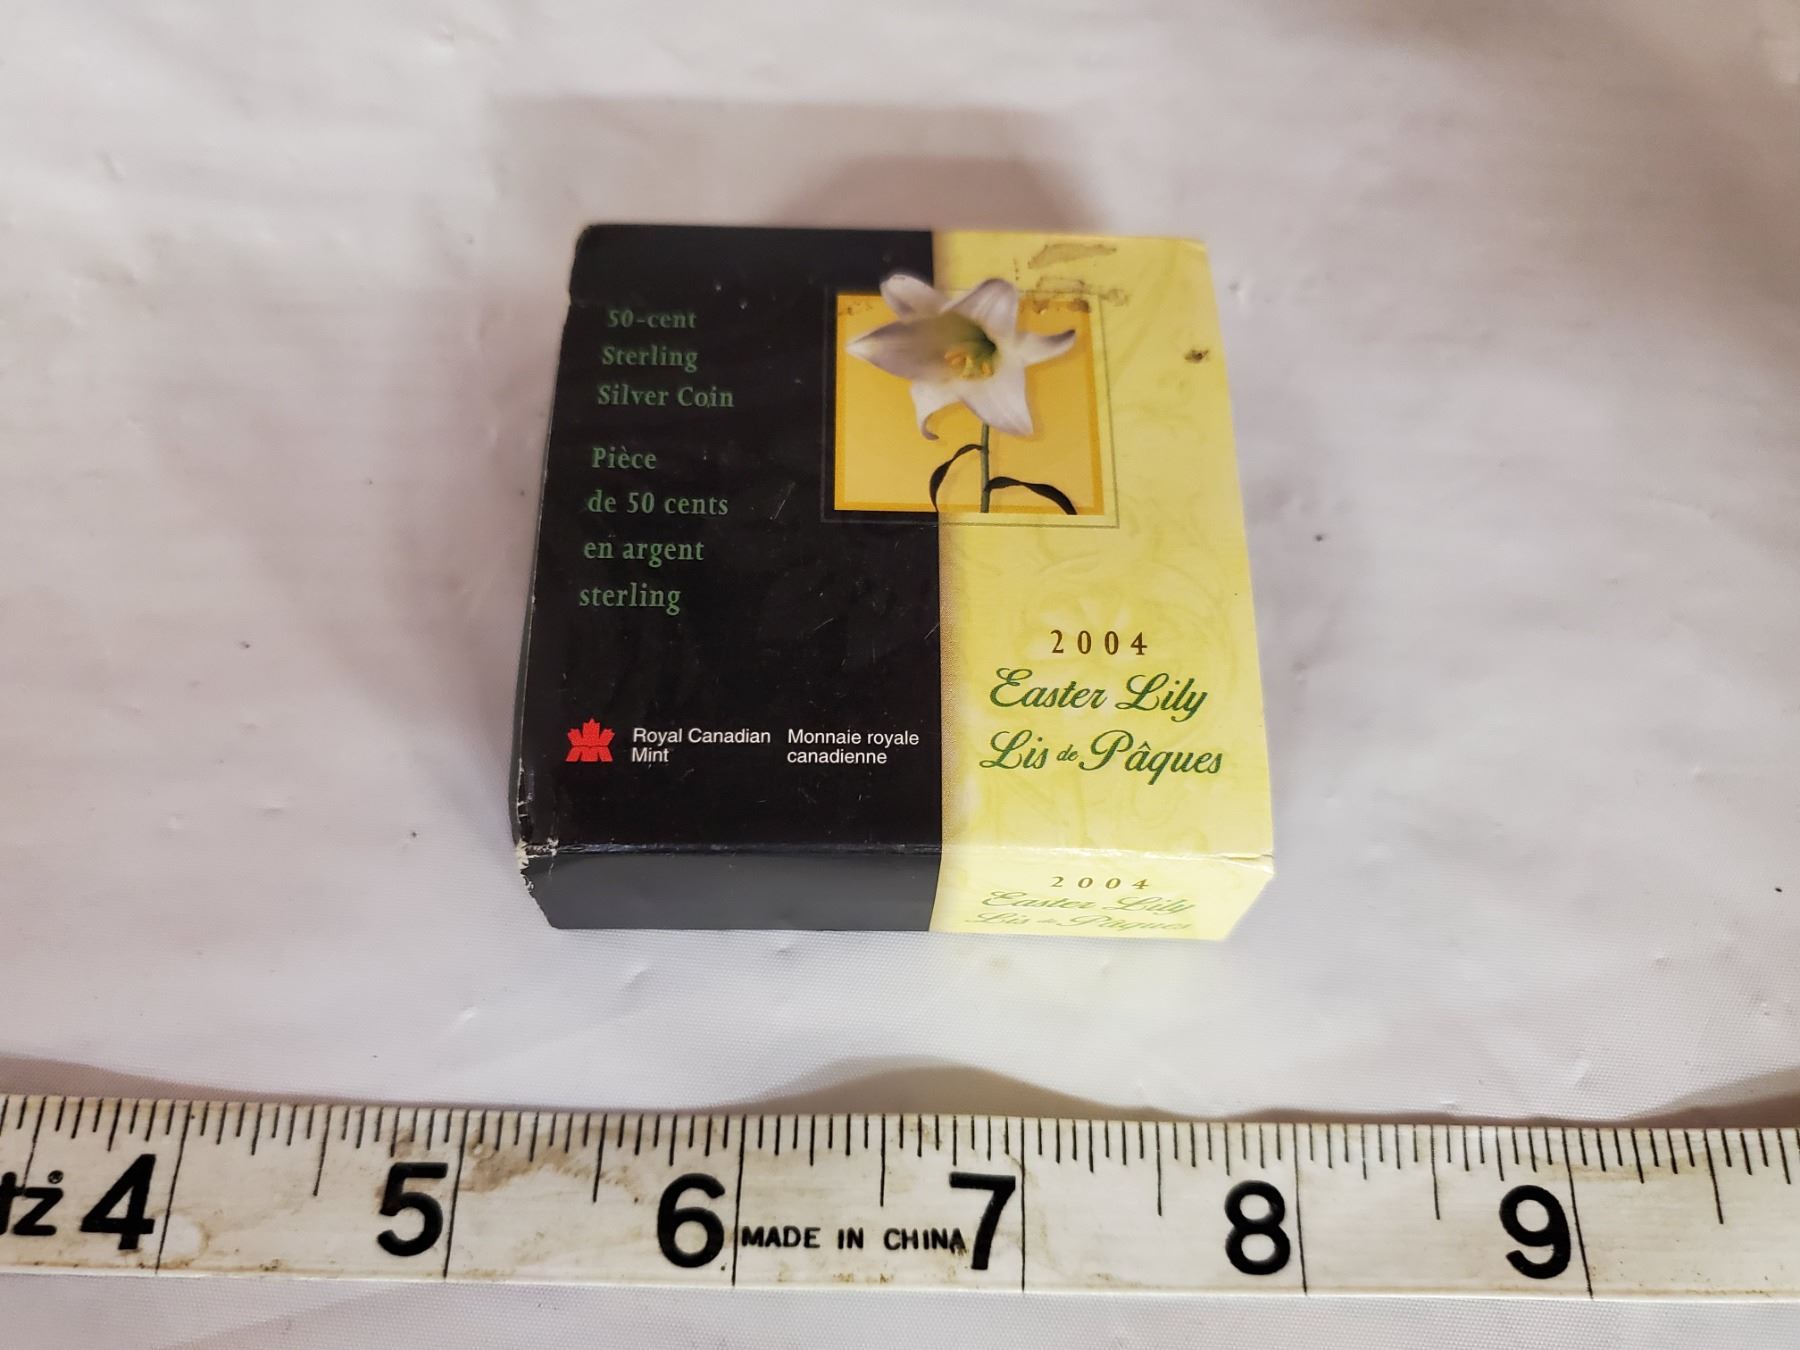 50-cent
Sterling
Silver Coin
Pièce
de 50 cents
en argent
sterling
Royal Canadian
Mint
Monnaie royale
canadienne
2004
Easter Lily
Lis de Pâques
2004
Easter Lily
Lis de Pâques
4 5 6 MADE IN CHINA 7 8 9